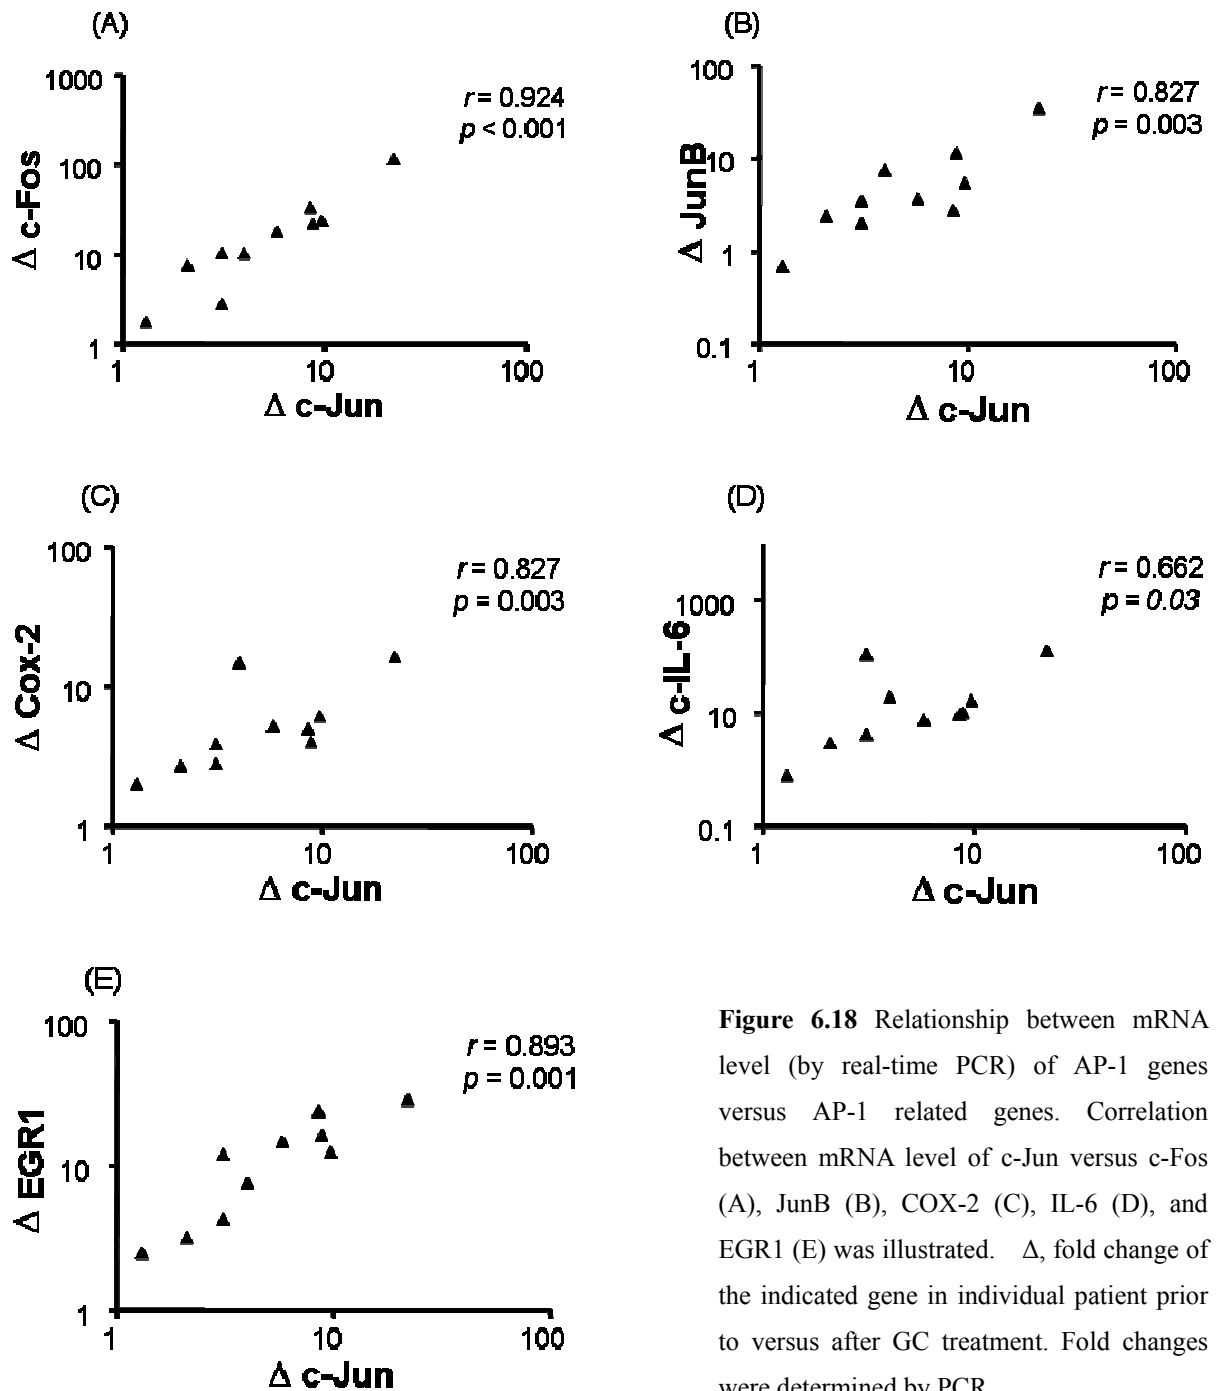 (A)
1000
100
10
1
1
10
100
Δ c-Fos
Δ c-Jun
r = 0.924
p < 0.001
(B)
100
10
1
0.1
1
10
100
Δ JunB
Δ c-Jun
r = 0.827
p = 0.003
(C)
100
10
1
1
10
100
Δ Cox-2
Δ c-Jun
r = 0.827
p = 0.003
(D)
1000
10
0.1
1
10
100
Δ c-IL-6
Δ c-Jun
r = 0.662
p = 0.03
(E)
100
10
1
1
10
100
Δ EGR1
Δ c-Jun
r = 0.893
p = 0.001
Figure 6.18 Relationship between mRNA
level (by real-time PCR) of AP-1 genes
versus AP-1 related genes. Correlation
between mRNA level of c-Jun versus c-Fos
(A), JunB (B), COX-2 (C), IL-6 (D), and
EGR1 (E) was illustrated. Δ, fold change of
the indicated gene in individual patient prior
to versus after GC treatment. Fold changes
were determined by PCR